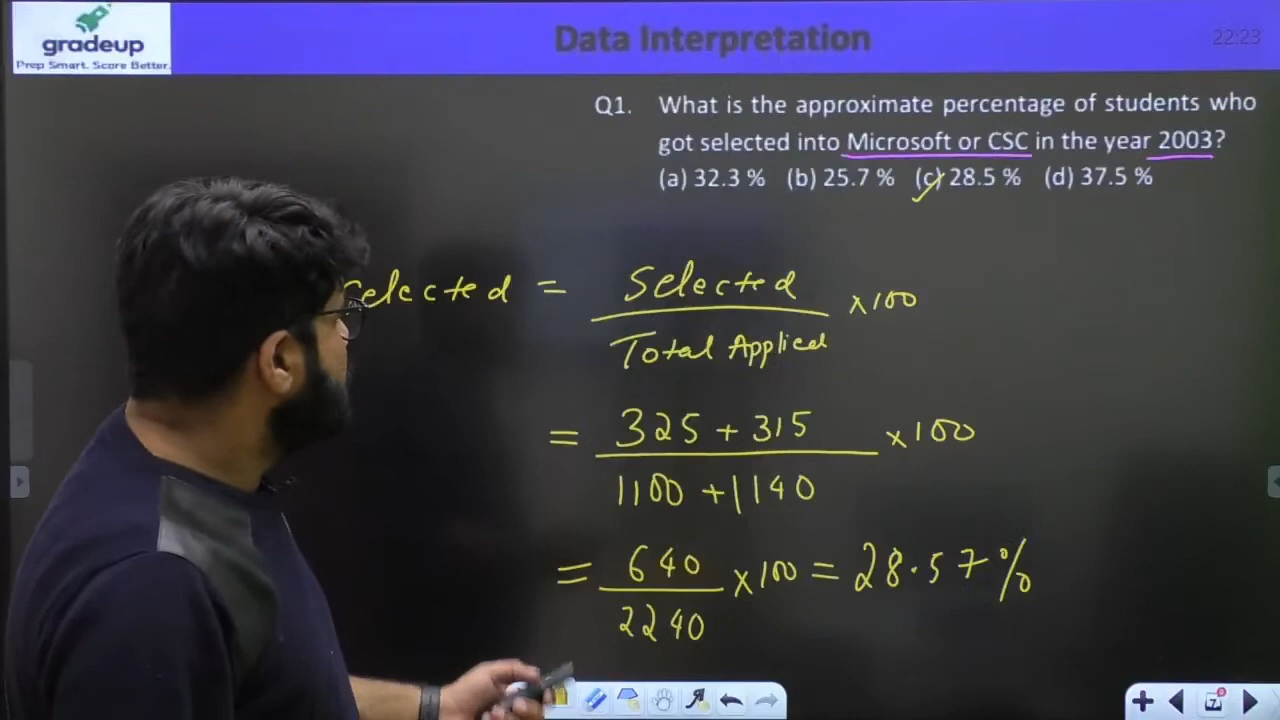 gradeup
Prep Smart. Score Better.
Data Interpretation
22:23
Q1. What is the approximate percentage of students who
got selected into Microsoft or CSC in the year 2003?
(a) 32.3 % (b) 25.7 % (c) 28.5 % (d) 37.5 %
selected = Selected / Total Applied ×100
= 325 + 315 / 1100 + 1140 ×100
= 640 / 2240 ×100 = 28.57%